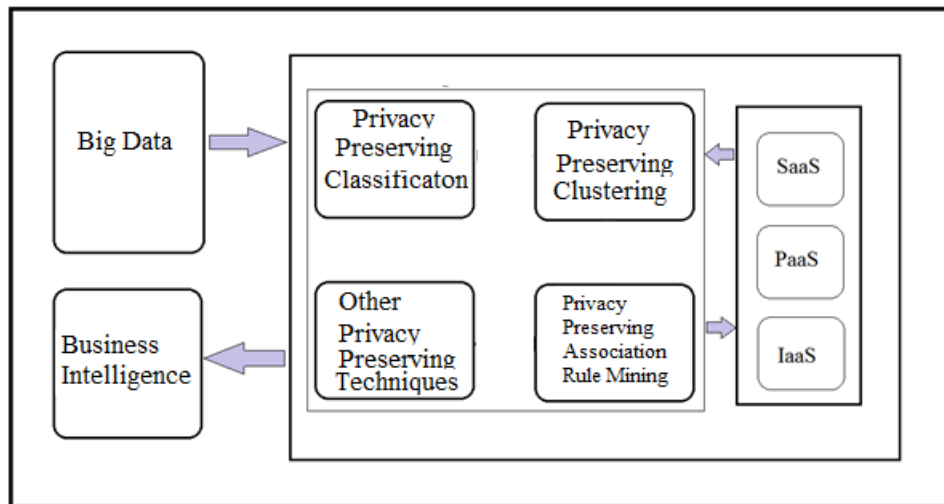 Big Data
Privacy
Preserving
Classificaton
Privacy
Preserving
Clustering
SaaS
PaaS
IaaS
Business
Intelligence
Other
Privacy
Preserving
Techniques
Privacy
Preserving
Association
Rule Mining